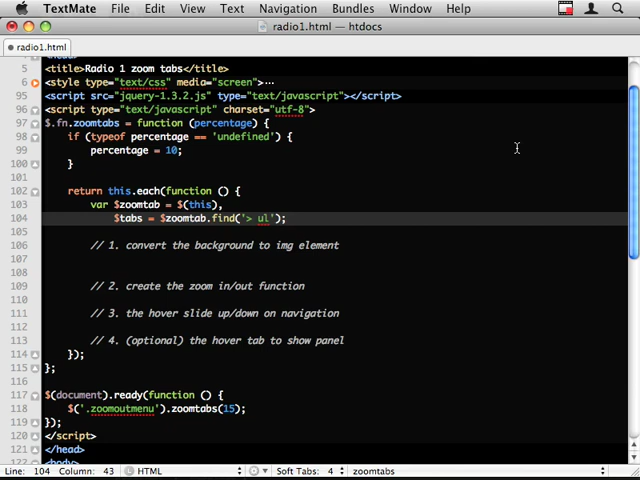 TextMate File Edit View Text Navigation Bundles Window Help
radio1.html — htdocs
radio1.html
5 <title>Radio 1 zoom tabs</title>
6 <style type="text/css" media="screen">…
95 <script src="jquery-1.3.2.js" type="text/javascript"></script>
96 <script type="text/javascript" charset="utf-8">
97 $.fn.zoomtabs = function (percentage) {
98 if (typeof percentage == 'undefined') {
99 percentage = 10;
100 }
101
102 return this.each(function () {
103 var $zoomtab = $(this),
104 $tabs = $zoomtab.find('> ul');
105
106 // 1. convert the background to img element
107
108
109 // 2. create the zoom in/out function
110
111 // 3. the hover slide up/down on navigation
112
113 // 4. (optional) the hover tab to show panel
114 });
115 };
116
117 $(document).ready(function () {
118 $('.zoomoutmenu').zoomtabs(15);
119 });
120 </script>
121 </head>
122 <body>
Line: 104 Column: 43 HTML Soft Tabs: 4 zoomtabs